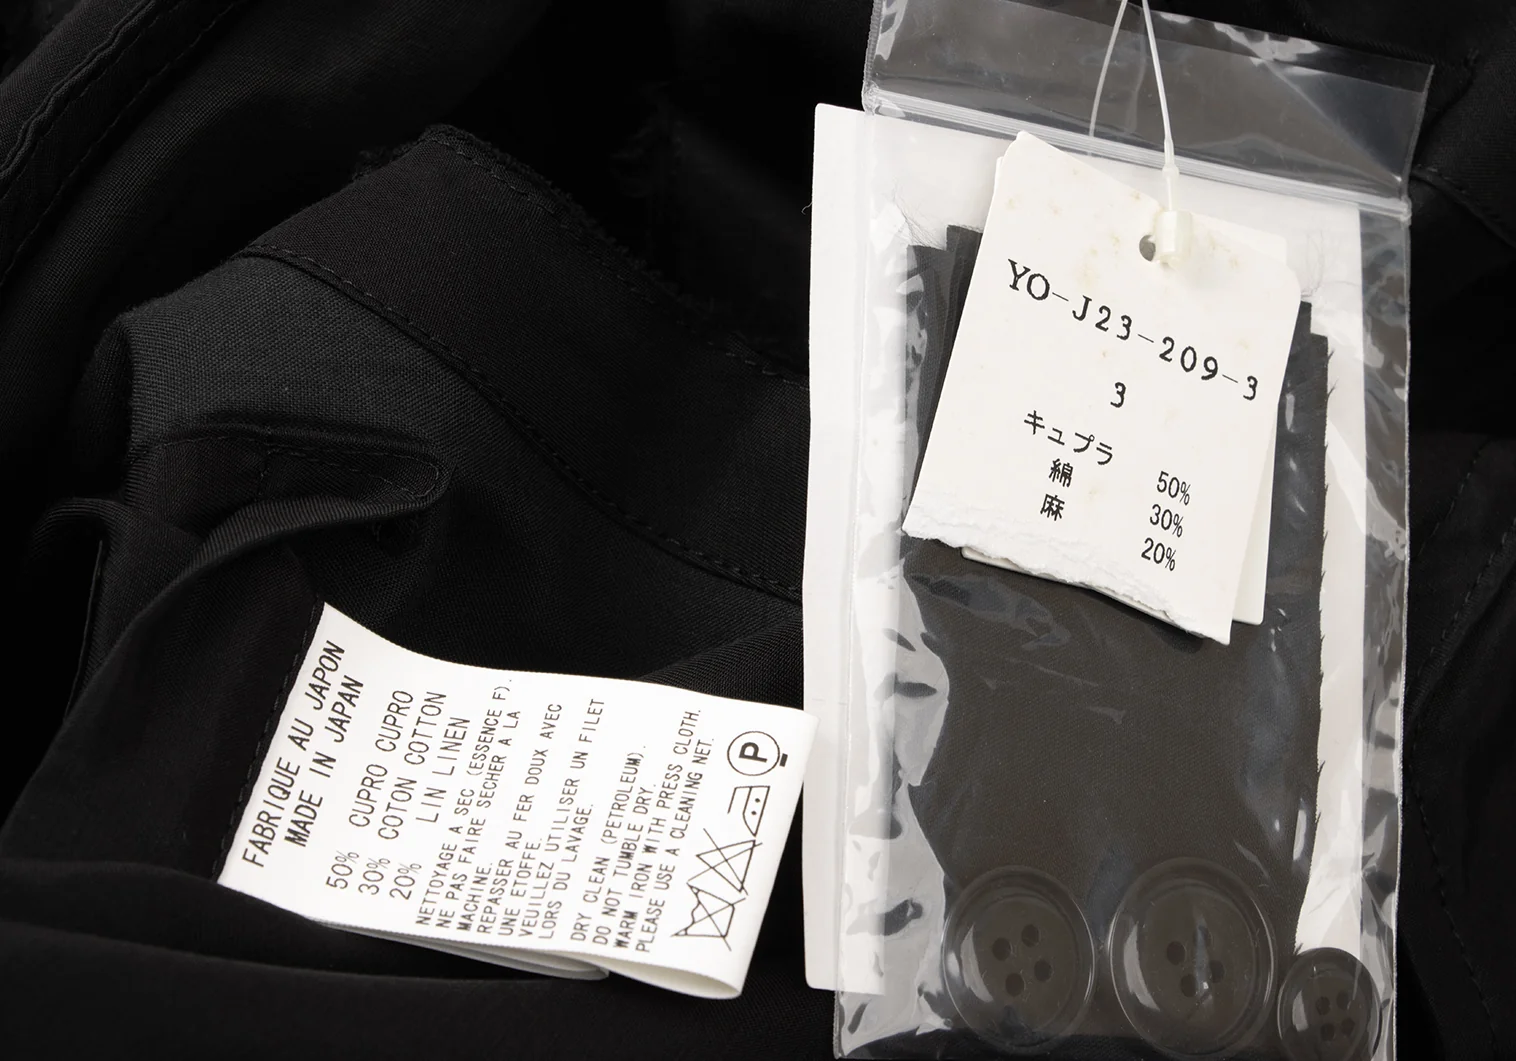 YO-J23-209-3
3
キュプラ 50%
綿 30%
麻 20%
FABRIQUE AU JAPON
MADE IN JAPAN
50% CUPRO CUPRO
30% COTON COTTON
20% LIN LINEN
NETTOYAGE A SEC (ESSENCE F).
NE PAS FAIRE SECHER A LA
MACHINE.
REPASSER AU FER DOUX AVEC
UNE ETOFFE.
VEUILLEZ UTILISER UN FILET
LORS DU LAVAGE.
DRY CLEAN (PETROLEUM).
DO NOT TUMBLE DRY.
WARM IRON WITH PRESS CLOTH.
PLEASE USE A CLEANING NET.
P